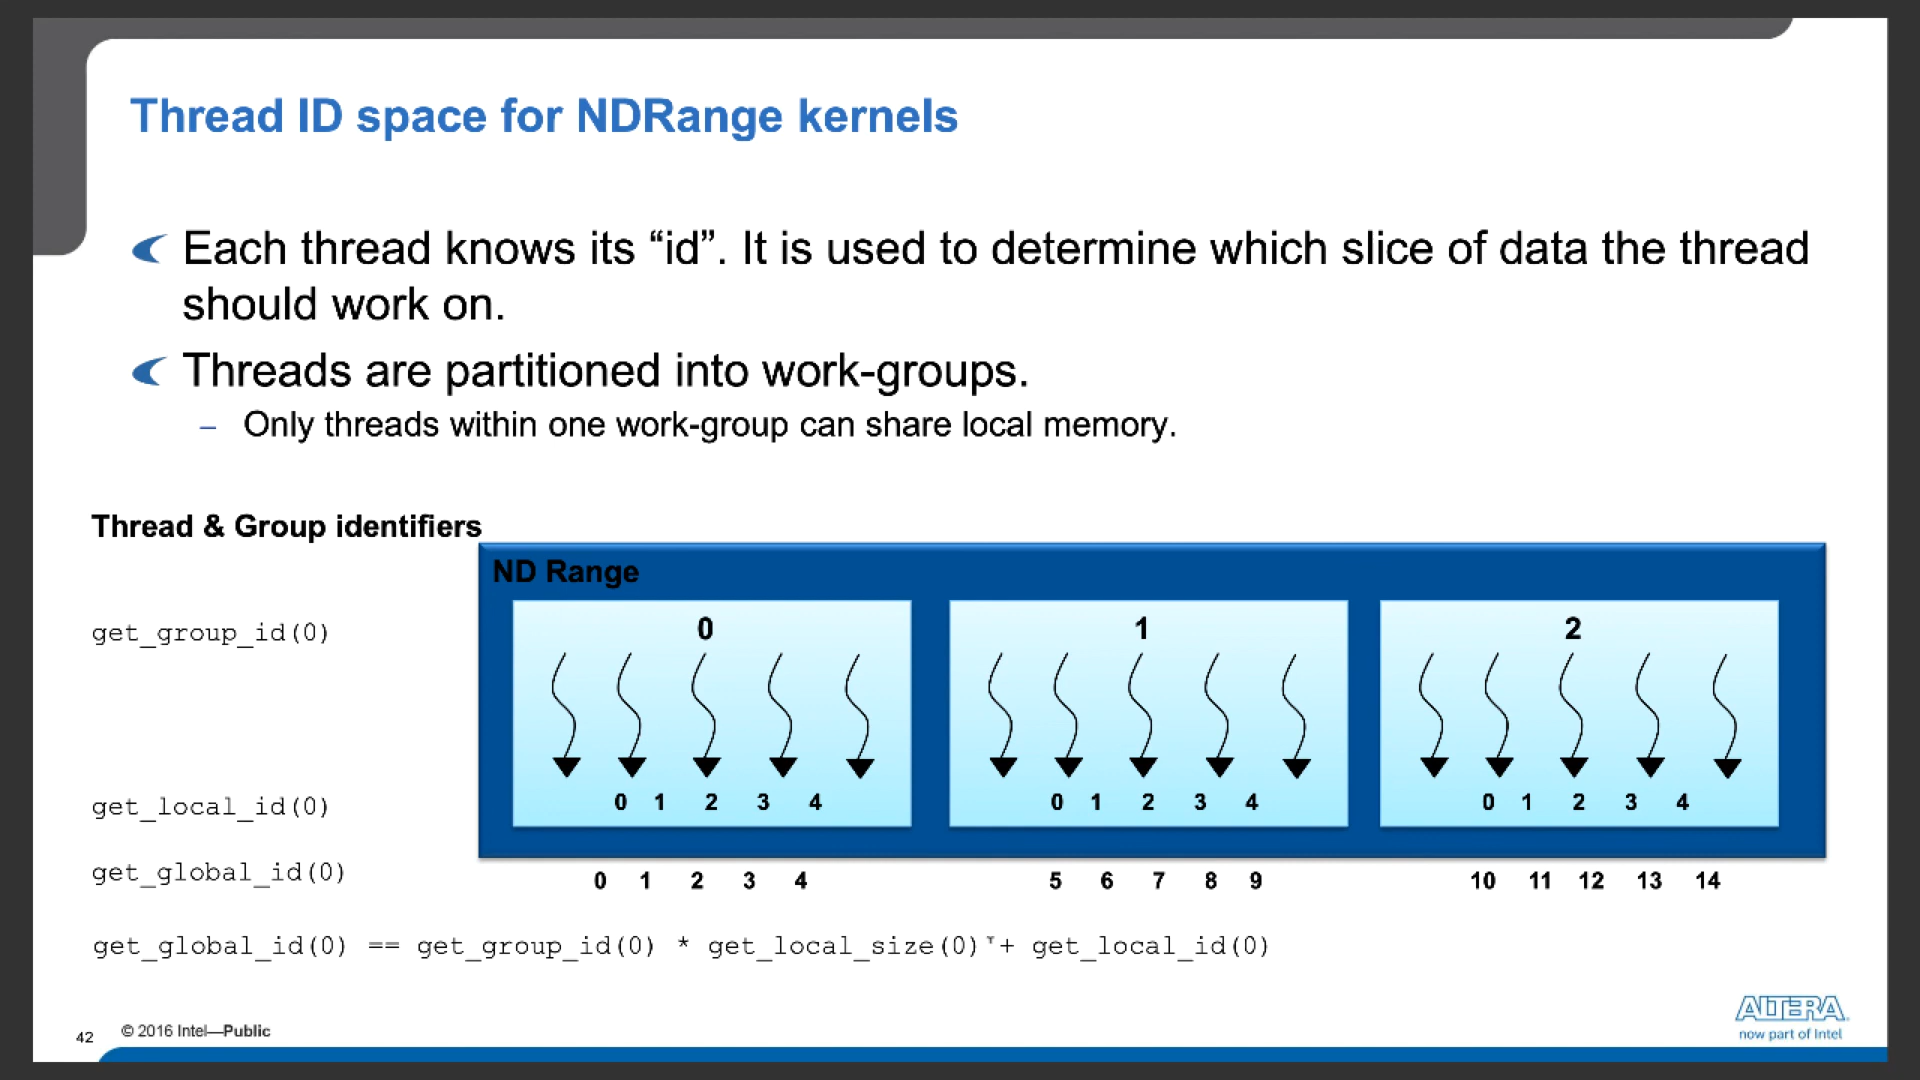 Thread ID space for NDRange kernels
Each thread knows its “id”. It is used to determine which slice of data the thread
should work on.
Threads are partitioned into work-groups.
– Only threads within one work-group can share local memory.
Thread & Group identifiers
ND Range
get_group_id(0) 0 1 2
get_local_id(0) 0 1 2 3 4 0 1 2 3 4 0 1 2 3 4
get_global_id(0) 0 1 2 3 4 5 6 7 8 9 10 11 12 13 14
get_global_id(0) == get_group_id(0) * get_local_size(0) + get_local_id(0)
42 © 2016 Intel—Public
ALTERA
now part of Intel